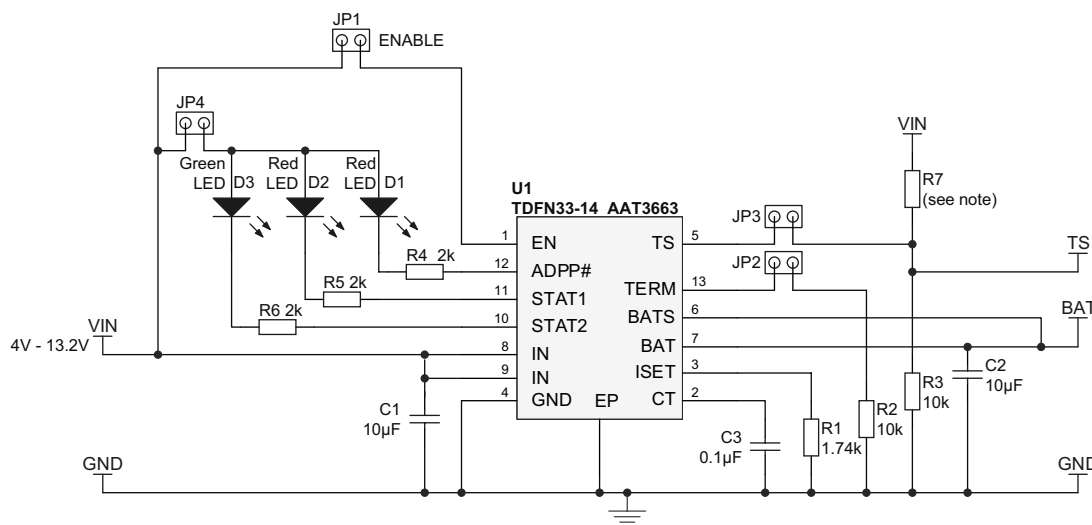 JP1
ENABLE
JP4
Green
LED
D3
Red
LED
D2
Red
LED
D1
U1
TDFN33-14 AAT3663
1
EN
12
ADPP#
11
STAT1
10
STAT2
8
IN
9
IN
4
GND
EP
TS
5
TERM
13
BATS
6
BAT
7
ISET
3
CT
2
R4 2k
R5 2k
R6 2k
VIN
4V - 13.2V
C1
10µF
GND
JP3
JP2
VIN
R7
(see note)
TS
BAT
C2
10µF
R3
10k
R2
10k
R1
1.74k
C3
0.1µF
GND